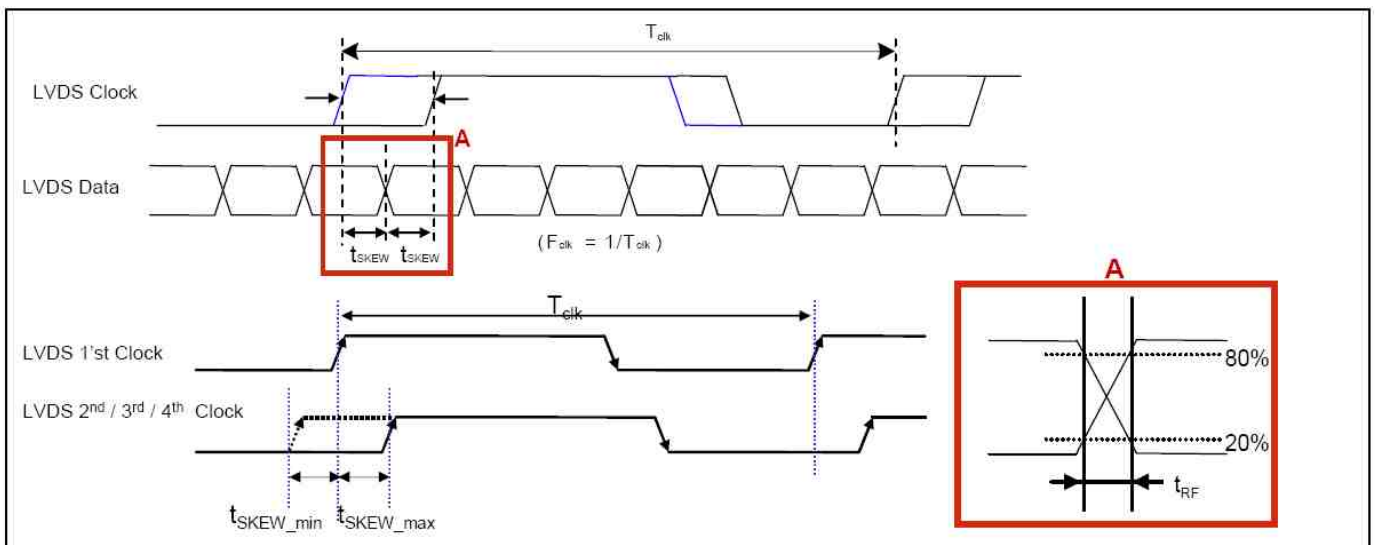 Tclk
LVDS Clock
A
LVDS Data
tSKEW tSKEW
(Fclk = 1/Tclk)
A
Tclk
LVDS 1'st Clock
80%
LVDS 2nd / 3rd / 4th Clock
20%
tRF
tSKEW_min tSKEW_max